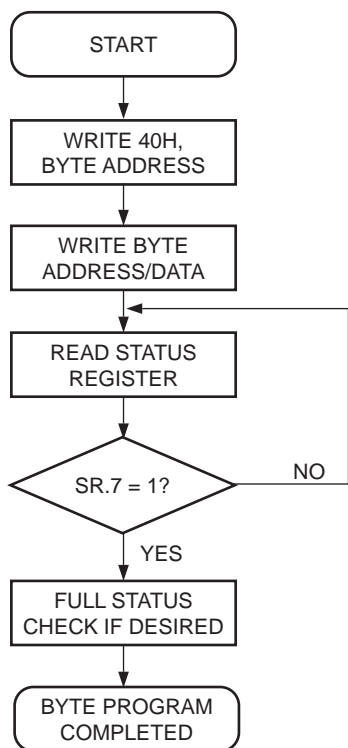 START
WRITE 40H,
BYTE ADDRESS
WRITE BYTE
ADDRESS/DATA
READ STATUS
REGISTER
SR.7 = 1?
NO
YES
FULL STATUS
CHECK IF DESIRED
BYTE PROGRAM
COMPLETED